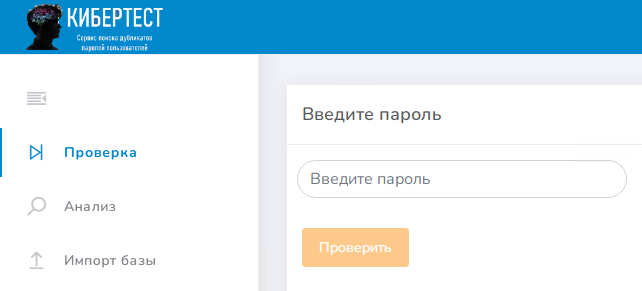 КИБЕРТЕСТ
Сервис поиска дубликатов
паролей пользователей
Введите пароль
Проверка
Введите пароль
Анализ
Проверить
Импорт базы